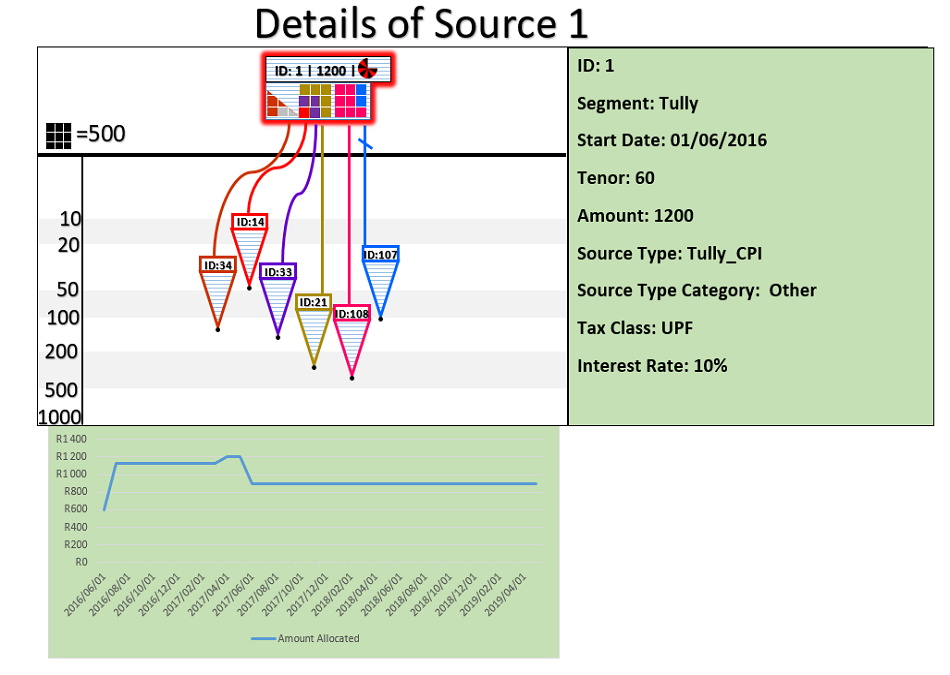 Details of Source 1
ID: 1 | 1200 |
=500
10
20
50
100
200
500
1000
ID:14
ID:34
ID:33
ID:107
ID:21
ID:108
ID: 1
Segment: Tully
Start Date: 01/06/2016
Tenor: 60
Amount: 1200
Source Type: Tully_CPI
Source Type Category:  Other
Tax Class: UPF
Interest Rate: 10%
R1 400
R1 200
R1 000
R800
R600
R400
R200
R0
2016/06/01
2016/08/01
2016/10/01
2016/12/01
2017/02/01
2017/04/01
2017/06/01
2017/08/01
2017/10/01
2017/12/01
2018/02/01
2018/04/01
2018/06/01
2018/08/01
2018/10/01
2018/12/01
2019/02/01
2019/04/01
Amount Allocated